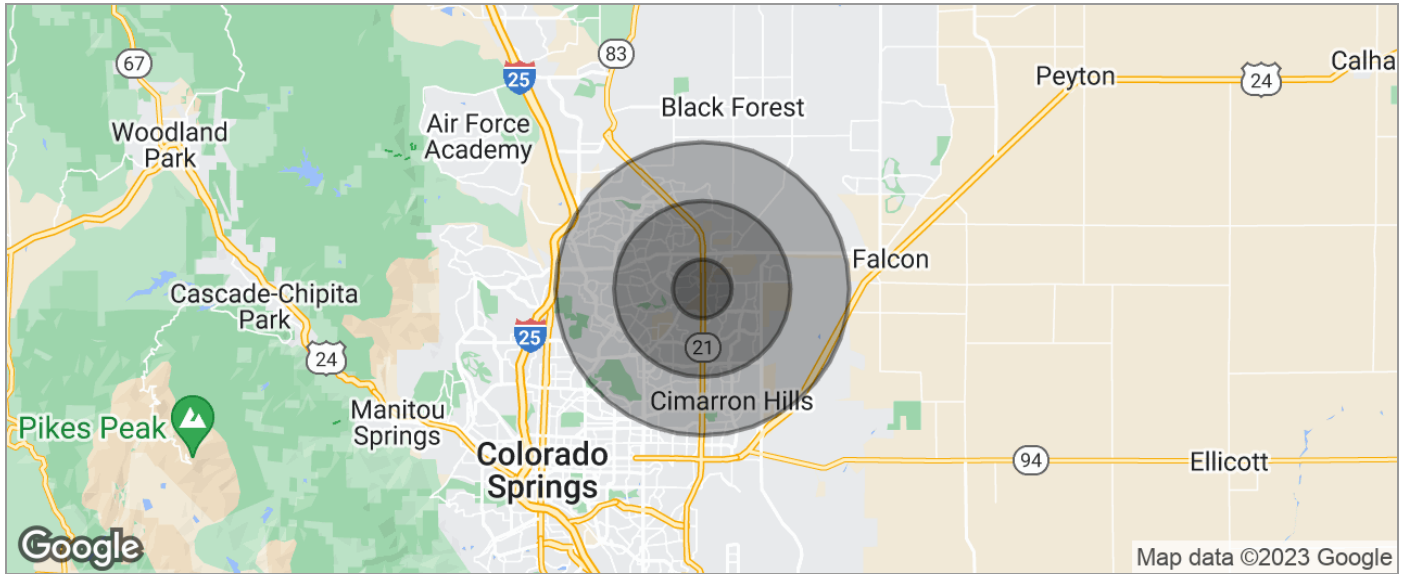 67
83
25
Calha
Peyton
24
Black Forest
Air Force
Academy
Woodland
Park
Falcon
Cascade-Chipita
Park
25
24
21
Cimarron Hills
Manitou
Springs
Pikes Peak
Colorado
Springs
94
Ellicott
Google
Map data ©2023 Google